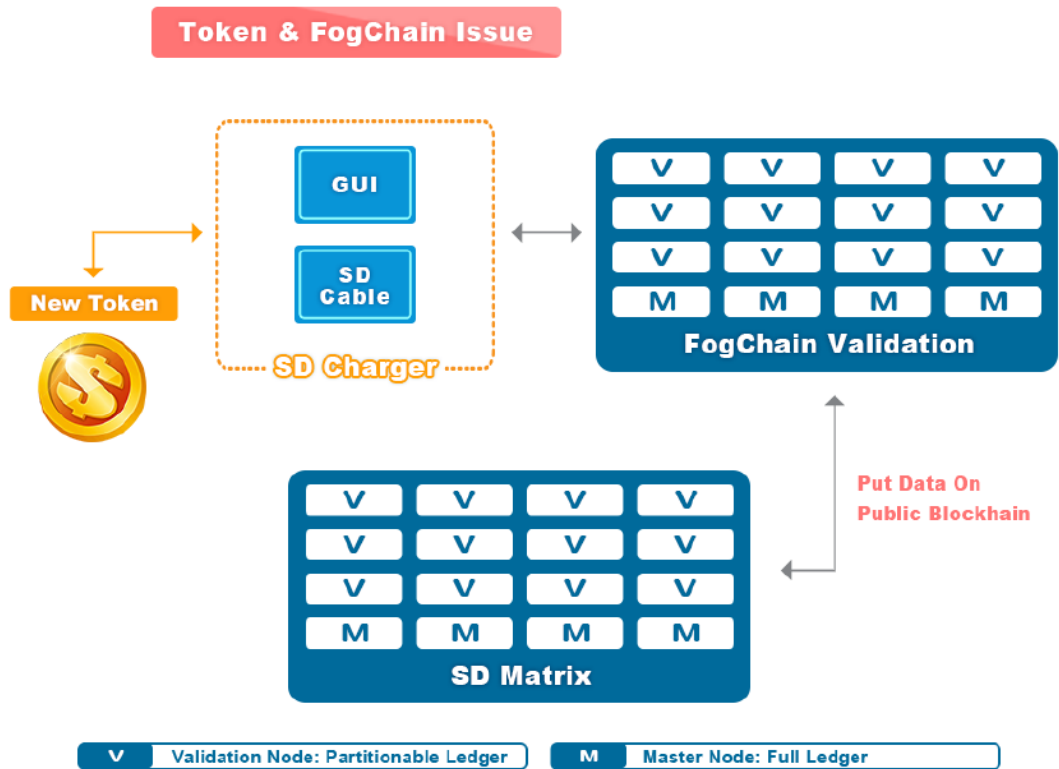 Token & FogChain Issue
GUI
SD
Cable
SD Charger
New Token
V V V V
V V V V
V V V V
M M M M
FogChain Validation
Put Data On
Public Blockhain
V V V V
V V V V
V V V V
M M M M
SD Matrix
V Validation Node: Partitionable Ledger
M Master Node: Full Ledger